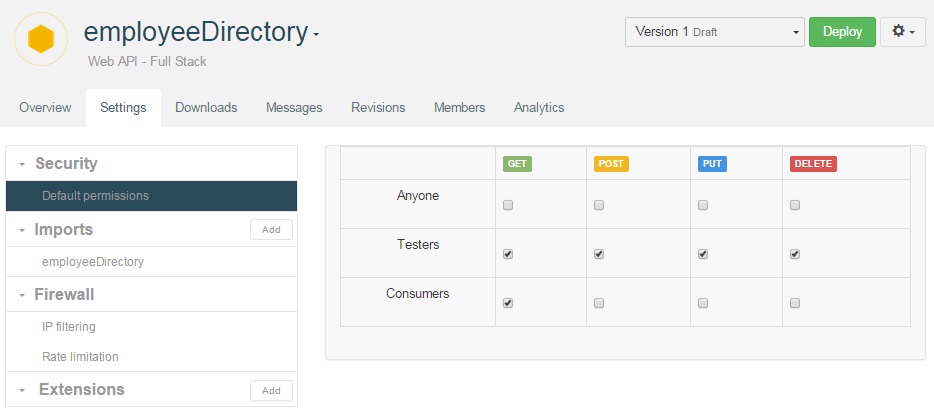 employeeDirectory
Web API - Full Stack
Version 1 Draft
Deploy
Overview Settings Downloads Messages Revisions Members Analytics
Security
Default permissions
Imports Add
employeeDirectory
Firewall
IP filtering
Rate limitation
Extensions Add
GET POST PUT DELETE
Anyone
Testers
Consumers